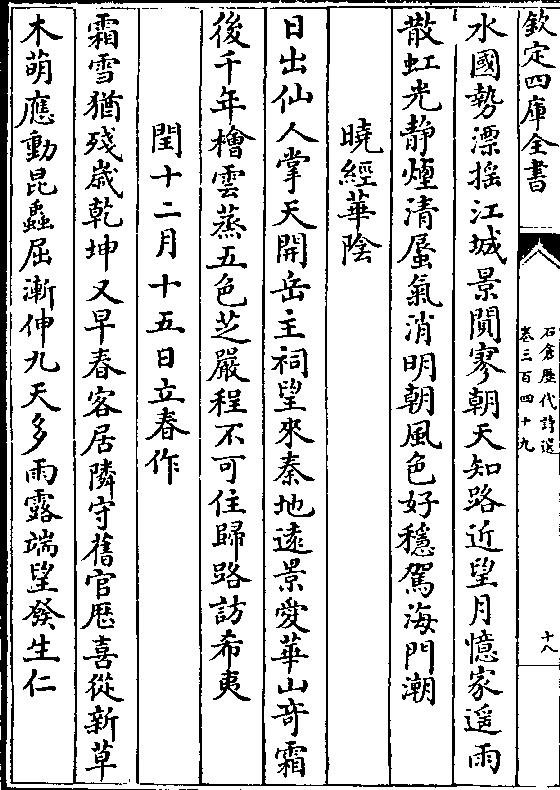 欽定四庫全書
石倉歷代詩選
卷三百四十九
十八
水國勢漂揺江城景閴寥朝天知路近望月憶家遥雨
散虹光静煙清蜃氣消明朝風色好穩駕海門潮
曉經華陰
日出仙人掌天開岳主祠望來秦地遠景愛華山竒霜
後千年檜雲蒸五色芝嚴程不可住歸路訪希夷
閏十二月十五日立春作
霜雪猶殘嵗乾坤又早春客居隣守舊官厯喜從新草
木萌應動昆蟲屈漸伸九天多雨露端望發生仁